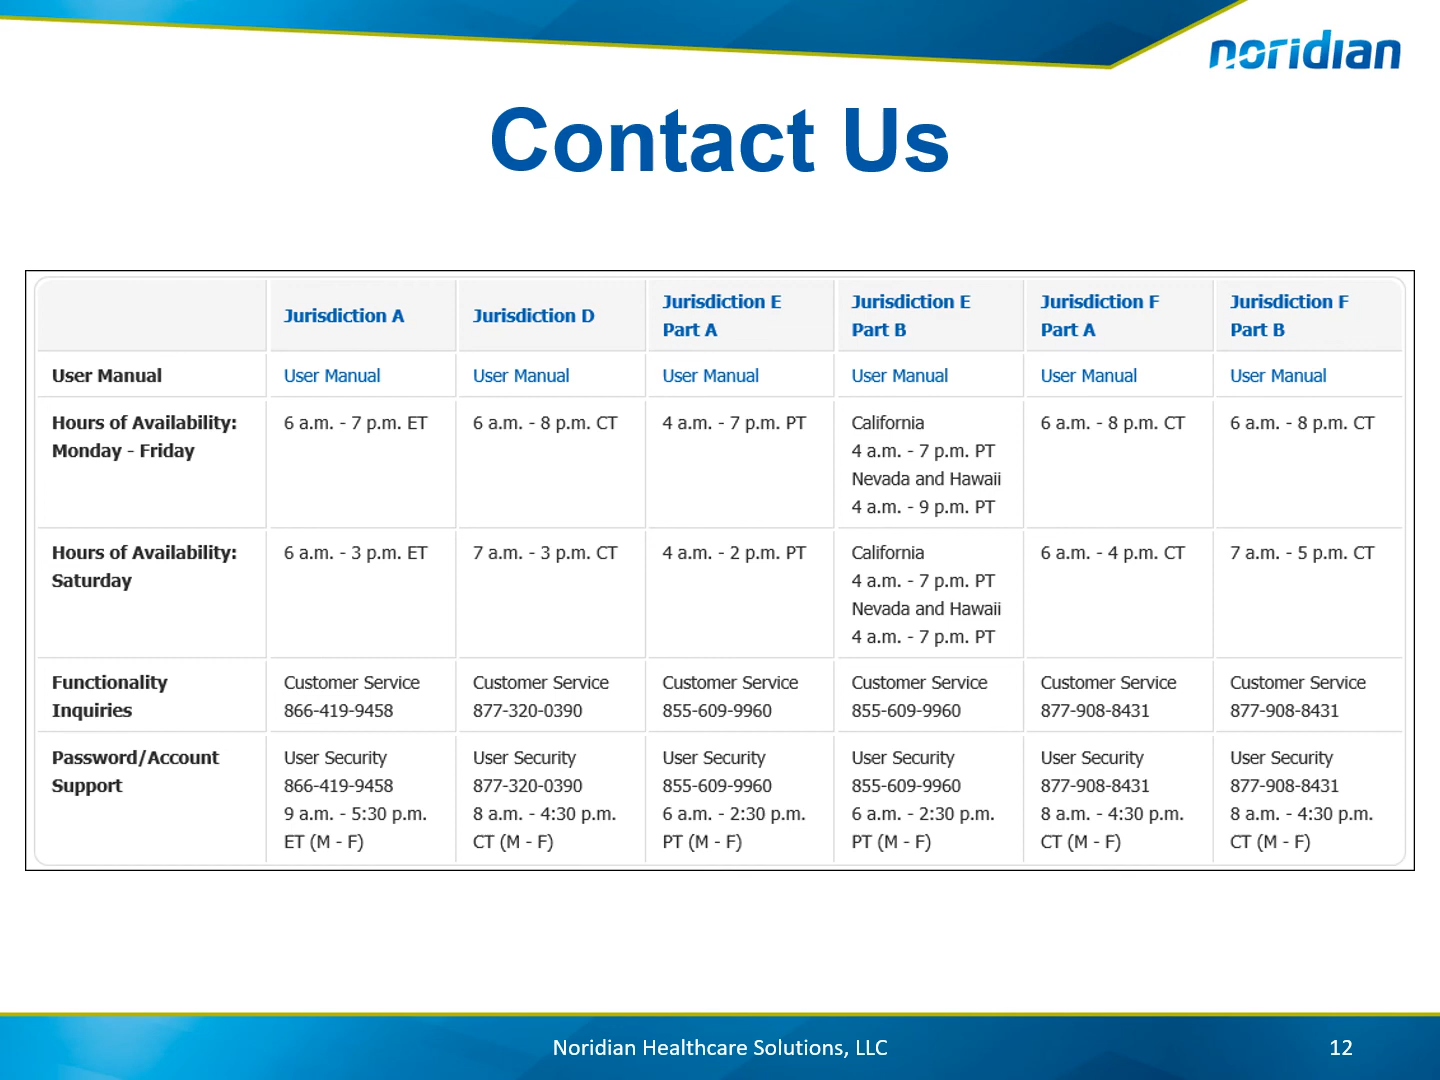 noridian
Contact Us
Jurisdiction A
Jurisdiction D
Jurisdiction E
Part A
Jurisdiction E
Part B
Jurisdiction F
Part A
Jurisdiction F
Part B
User Manual
User Manual
User Manual
User Manual
User Manual
User Manual
User Manual
Hours of Availability:
Monday - Friday
6 a.m. - 7 p.m. ET
6 a.m. - 8 p.m. CT
4 a.m. - 7 p.m. PT
California
4 a.m. - 7 p.m. PT
Nevada and Hawaii
4 a.m. - 9 p.m. PT
6 a.m. - 8 p.m. CT
6 a.m. - 8 p.m. CT
Hours of Availability:
Saturday
6 a.m. - 3 p.m. ET
7 a.m. - 3 p.m. CT
4 a.m. - 2 p.m. PT
California
4 a.m. - 7 p.m. PT
Nevada and Hawaii
4 a.m. - 7 p.m. PT
6 a.m. - 4 p.m. CT
7 a.m. - 5 p.m. CT
Functionality
Inquiries
Customer Service
866-419-9458
Customer Service
877-320-0390
Customer Service
855-609-9960
Customer Service
855-609-9960
Customer Service
877-908-8431
Customer Service
877-908-8431
Password/Account
Support
User Security
866-419-9458
9 a.m. - 5:30 p.m.
ET (M - F)
User Security
877-320-0390
8 a.m. - 4:30 p.m.
CT (M - F)
User Security
855-609-9960
6 a.m. - 2:30 p.m.
PT (M - F)
User Security
855-609-9960
6 a.m. - 2:30 p.m.
PT (M - F)
User Security
877-908-8431
8 a.m. - 4:30 p.m.
CT (M - F)
User Security
877-908-8431
8 a.m. - 4:30 p.m.
CT (M - F)
Noridian Healthcare Solutions, LLC
12